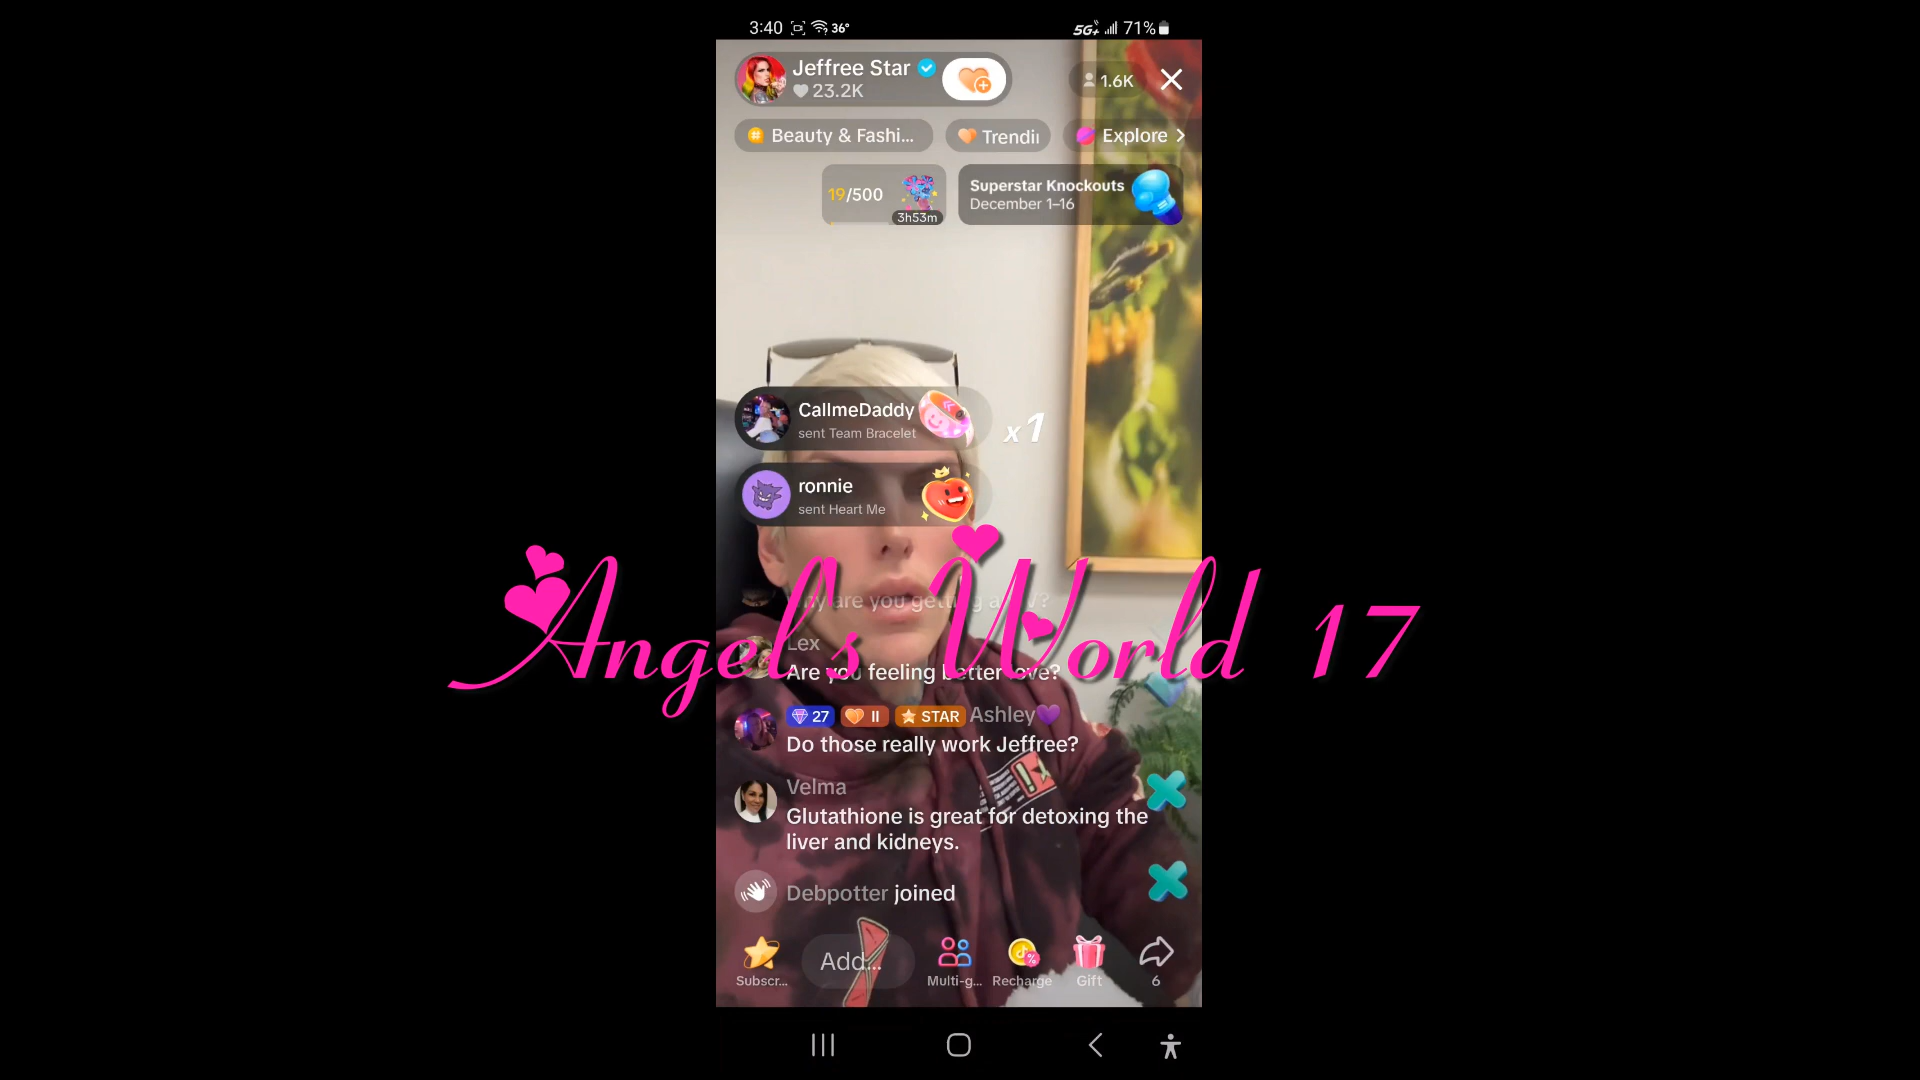 3:40
36°
5G+
71%
Jeffree Star
23.2K
1.6K
Beauty & Fashi...
Explore
19/500
3h53m
Superstar Knockouts
December 1–16
CallmeDaddy
sent Team Bracelet
x1
ronnie
sent Heart Me
are you
Angel's World 17
Lex
Are you feeling better love?
27
II
STAR
Ashley
Do those really work Jeffree?
Velma
Glutathione is great for detoxing the
liver and kidneys.
Debpotter joined
Add...
Subscr...
Multi-g...
Recharge
Gift
6